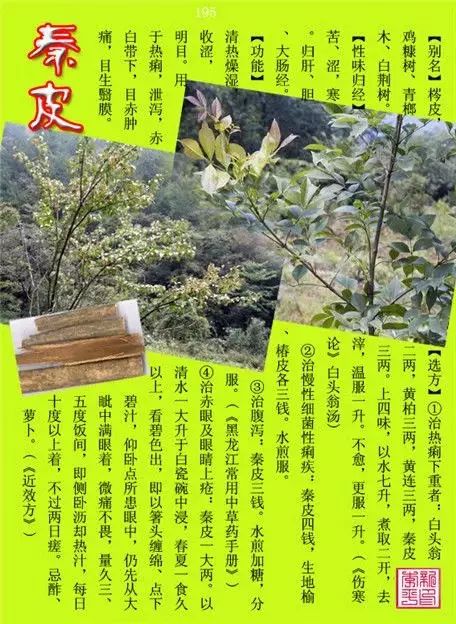 195
秦皮
【别名】梣皮、
鸡糠树、青榔
木、白荆树。
【性味归经】
苦、涩,寒
。归肝、胆
、大肠经。
【功能】
清热燥湿
收涩,
明目。用
于热痢,泄泻,赤
白带下,目赤肿
痛,目生翳膜。
【选方】①治热痢下重者:白头翁
二两,黄柏三两,黄连三两,秦皮
三两。上四味,以水七升,煮取二开,去
滓,温服一升。不愈,更服一升。(《伤寒
论》白头翁汤)
②治慢性细菌性痢疾:秦皮四钱,生地榆
、椿皮各三钱。水煎服。
③治腹泻:秦皮三钱。水煎加糖,分
服。(《黑龙江常用中草药手册》)
④治赤眼及眼睛上疮:秦皮一大两。以
清水一大升于白瓷碗中浸,春夏一食久
以上,看碧色出,即以箸头缠绵、点下
碧汁,仰卧点所患眼中,仍先从大
眦中满眼着,微痛不畏,量久三、
五度饭间,即侧卧沥却热汁,每日
十度以上着,不过两日瘥。忌酢、
萝卜。(《近效方》)